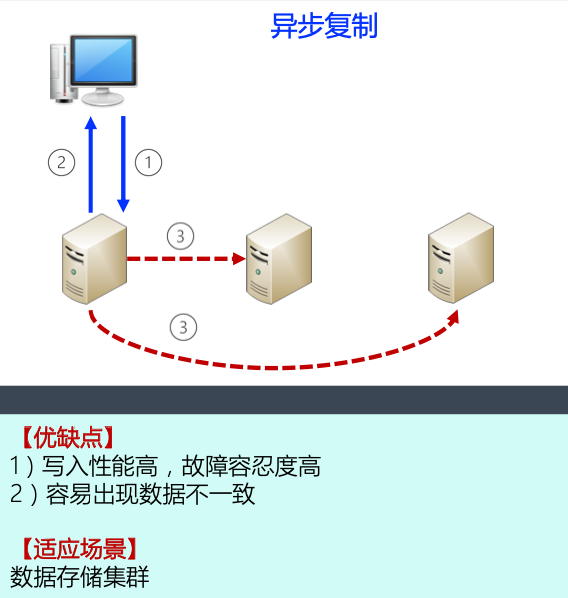 异步复制
② ①
③
③
【优缺点】
1）写入性能高，故障容忍度高
2）容易出现数据不一致
【适应场景】
数据存储集群